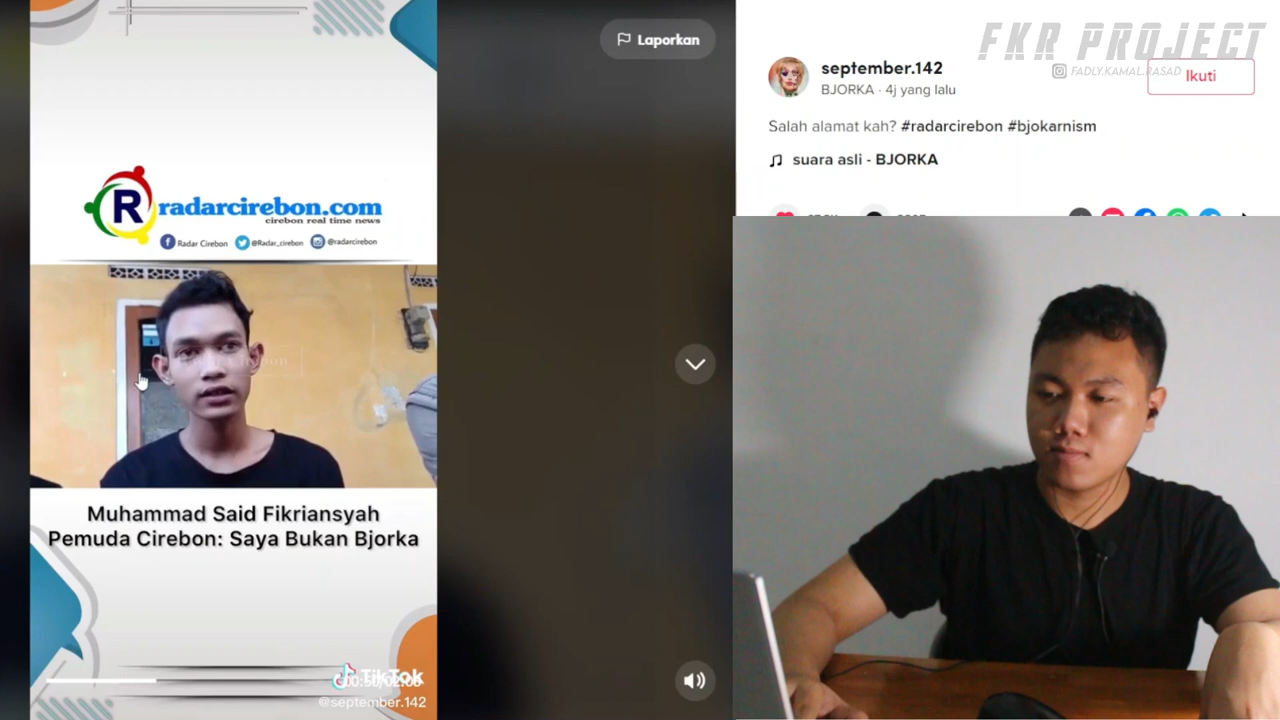 Laporkan
FKR PROJECT
FADLY.KAMAL.RASAD
september.142
BJORKA · 4j yang lalu
Ikuti
Salah alamat kah? #radarcirebon #bjokarnism
suara asli - BJORKA
R radarcirebon.com
cirebon real time news
Radar Cirebon @Radar_cirebon @radarcirebon
Muhammad Said Fikriansyah
Pemuda Cirebon: Saya Bukan Bjorka
TikTok
@september.142